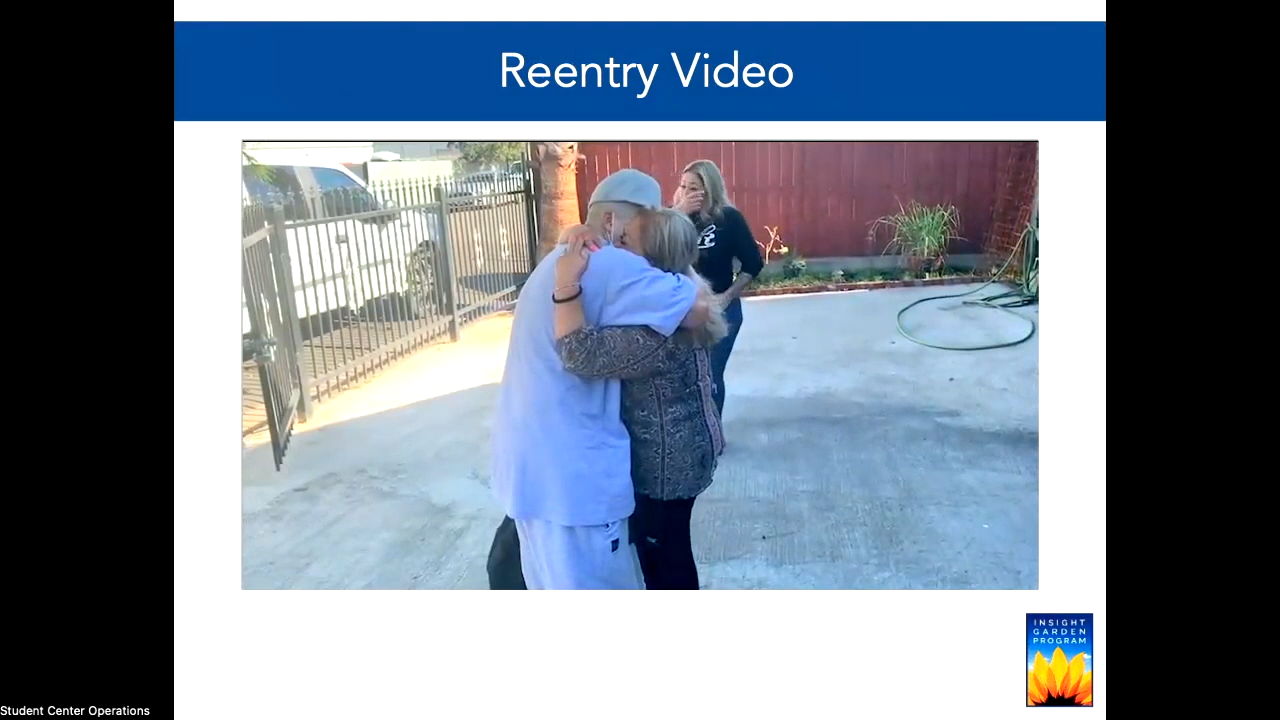 Reentry Video
INSIGHT
GARDEN
PROGRAM
Student Center Operations